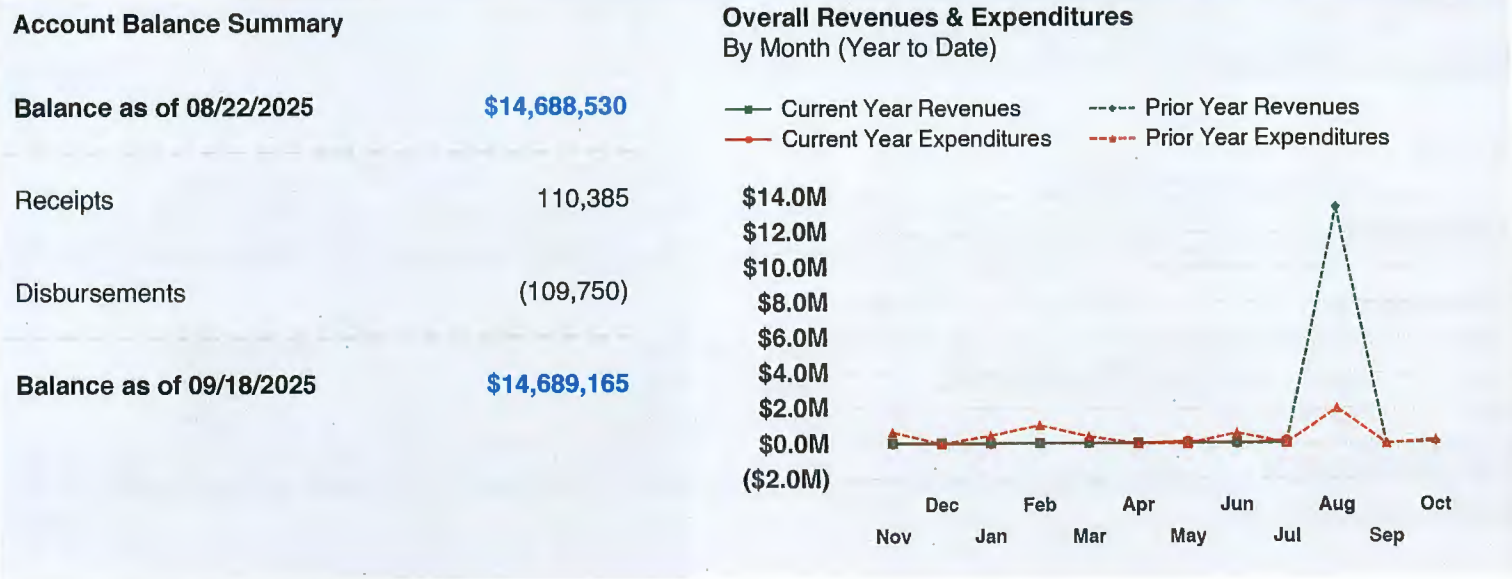 Account Balance Summary
Balance as of 08/22/2025 $14,688,530
Receipts 110,385
Disbursements (109,750)
Balance as of 09/18/2025 $14,689,165
Overall Revenues & Expenditures
By Month (Year to Date)
Current Year Revenues Prior Year Revenues
Current Year Expenditures Prior Year Expenditures
$14.0M
$12.0M
$10.0M
$8.0M
$6.0M
$4.0M
$2.0M
$0.0M
($2.0M)
Dec Feb Apr Jun Aug Oct
Nov Jan Mar May Jul Sep